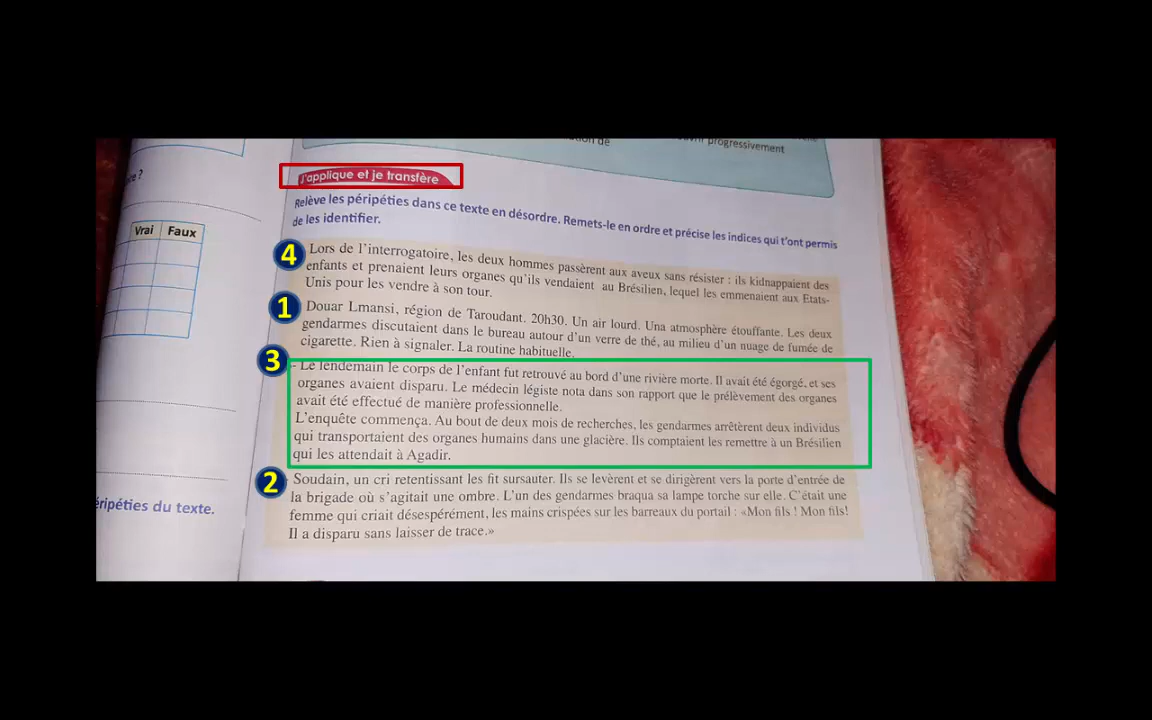 progressivement
Vrai Faux
ériipéties du texte.
J'applique et je transfère
Relève les péripéties dans ce texte en désordre. Remets-le en ordre et précise les indices qui t'ont permis
de les identifier.
4 Lors de l'interrogatoire, les deux hommes passèrent aux aveux sans résister : ils kidnappaient des
enfants et prenaient leurs organes qu'ils vendaient au Brésilien, lequel les emmenaient aux Etats-
Unis pour les vendre à son tour.
1 Douar Lmansi, région de Taroudant. 20h30. Un air lourd. Una atmosphère étouffante. Les deux
gendarmes discutaient dans le bureau autour d'un verre de thé, au milieu d'un nuage de fumée de
cigarette. Rien à signaler. La routine habituelle.
3 - Le lendemain le corps de l'enfant fut retrouvé au bord d'une rivière morte. Il avait été égorgé, et ses
organes avaient disparu. Le médecin légiste nota dans son rapport que le prélèvement des organes
avait été effectué de manière professionnelle.
L'enquête commença. Au bout de deux mois de recherches, les gendarmes arrêtèrent deux individus
qui transportaient des organes humains dans une glacière. Ils comptaient les remettre à un Brésilien
qui les attendait à Agadir.
2 Soudain, un cri retentissant les fit sursauter. Ils se levèrent et se dirigèrent vers la porte d'entrée de
la brigade où s'agitait une ombre. L'un des gendarmes braqua sa lampe torche sur elle. C'était une
femme qui criait désespérément, les mains crispées sur les barreaux du portail : «Mon fils ! Mon fils!
Il a disparu sans laisser de trace.»